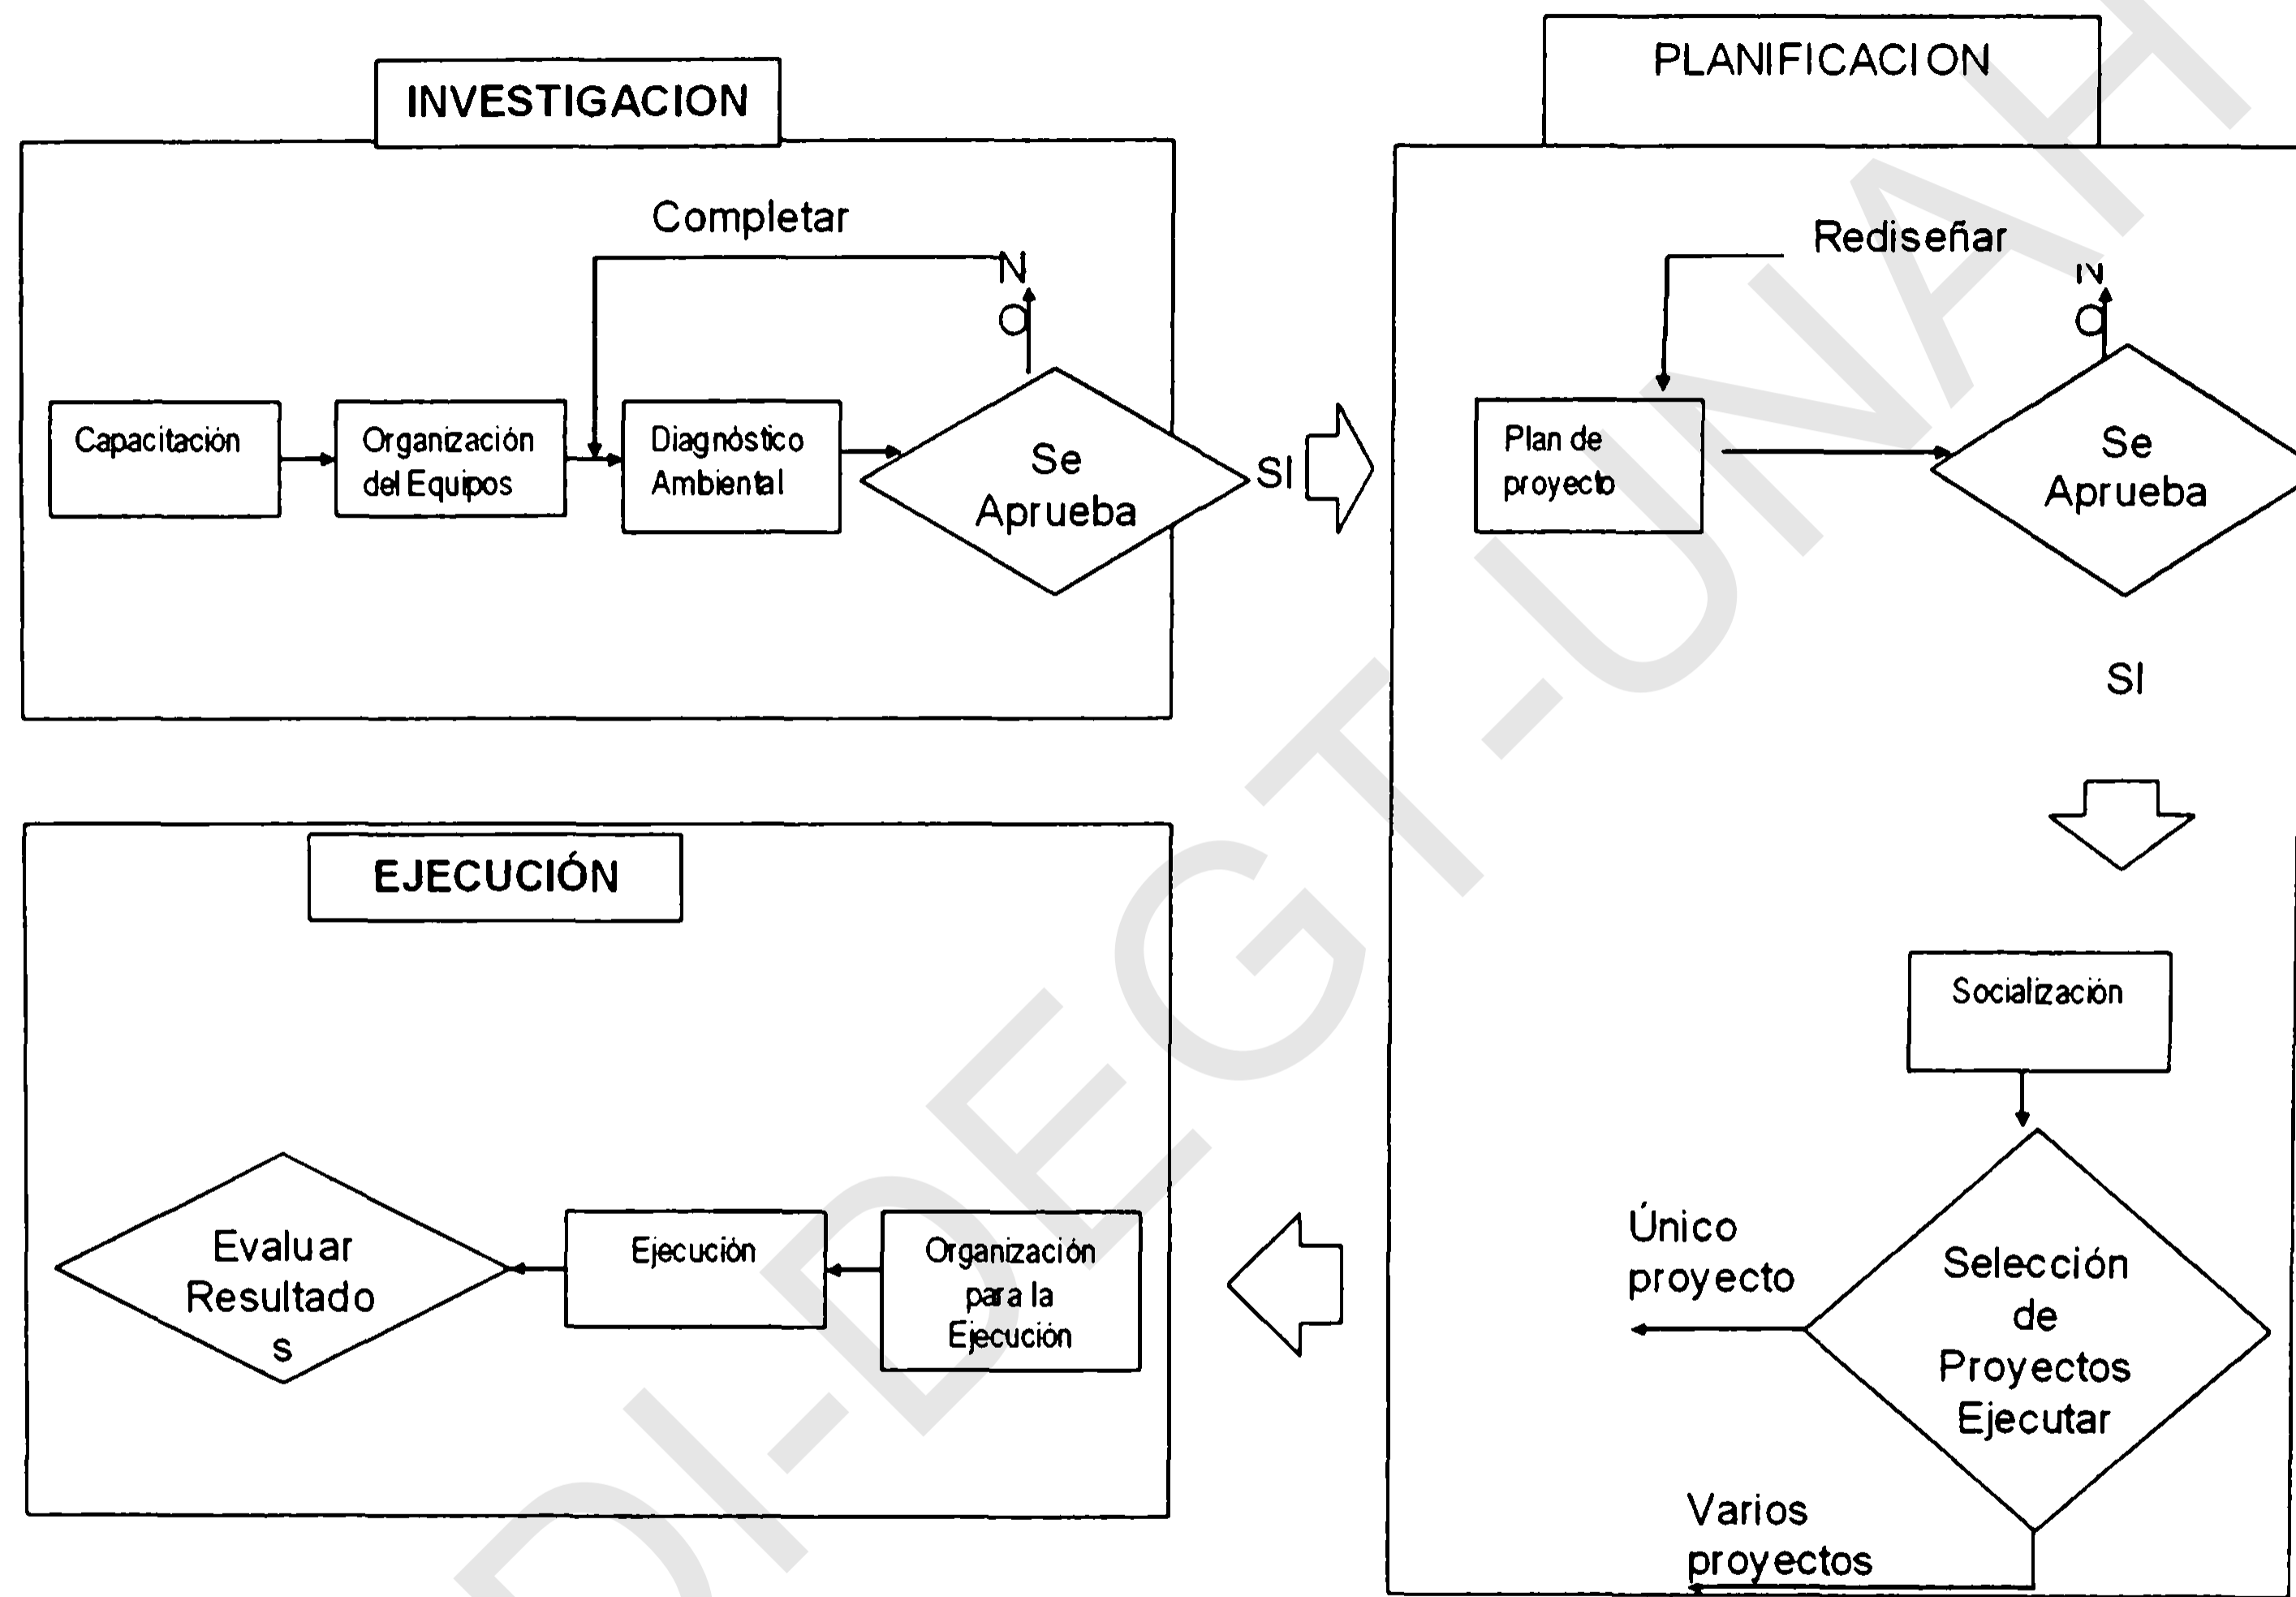 INVESTIGACION
Completar
N
O
Capacitación
Organización
del Equipos
Diagnóstico
Ambiental
Se
Aprueba
SI
PLANIFICACION
Rediseñar
N
O
Plan de
proyecto
Se
Aprueba
SI
Socialización
Único
proyecto
Selección
de
Proyectos
Ejecutar
Varios
proyectos
EJECUCIÓN
Evaluar
Resultado
s
Ejecución
Organización
para la
Ejecución
DI-DEGT-UNAH